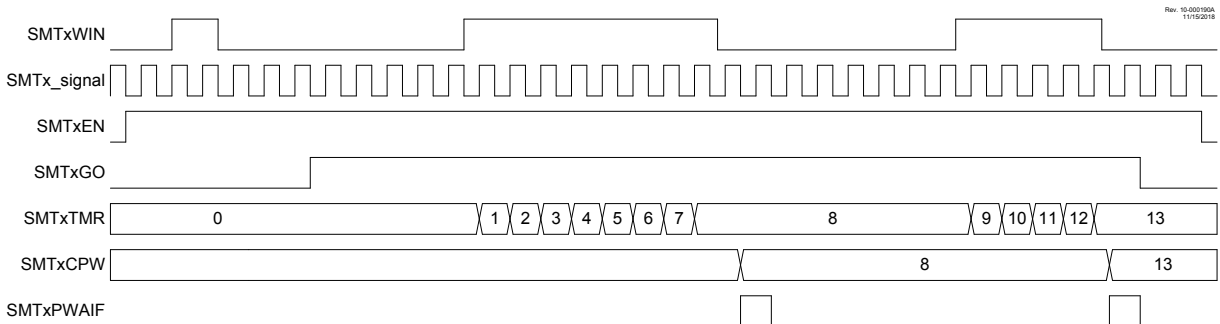 Rev. 10-000190A
11/15/2018
SMTxWIN
SMTx_signal
SMTxEN
SMTxGO
SMTxTMR 0 1 2 3 4 5 6 7 8 9 10 11 12 13
SMTxCPW 8 13
SMTxPWAIF